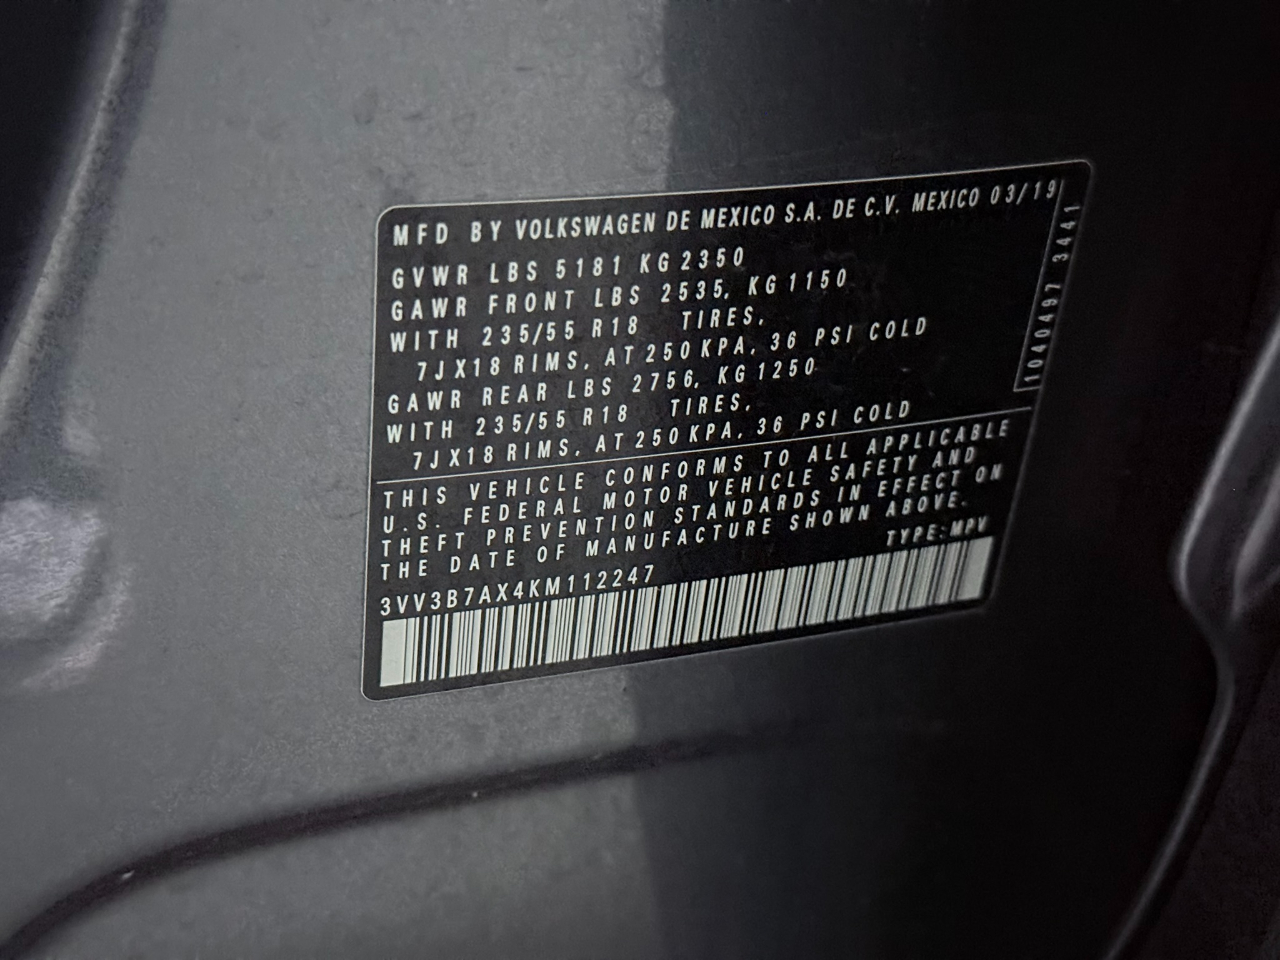 MFD BY VOLKSWAGEN DE MEXICO S.A. DE C.V. MEXICO 03/19
GVWR LBS 5181 KG 2350
GAWR FRONT LBS 2535, KG 1150
WITH 235/55 R18 TIRES,
7JX18 RIMS, AT 250 KPA, 36 PSI COLD
GAWR REAR LBS 2756, KG 1250
WITH 235/55 R18 TIRES,
7JX18 RIMS, AT 250 KPA, 36 PSI COLD
1040497 3441
THIS VEHICLE CONFORMS TO ALL APPLICABLE
U.S. FEDERAL MOTOR VEHICLE SAFETY AND
THEFT PREVENTION STANDARDS IN EFFECT ON
THE DATE OF MANUFACTURE SHOWN ABOVE.
TYPE: MPV
3VV3B7AX4KM112247